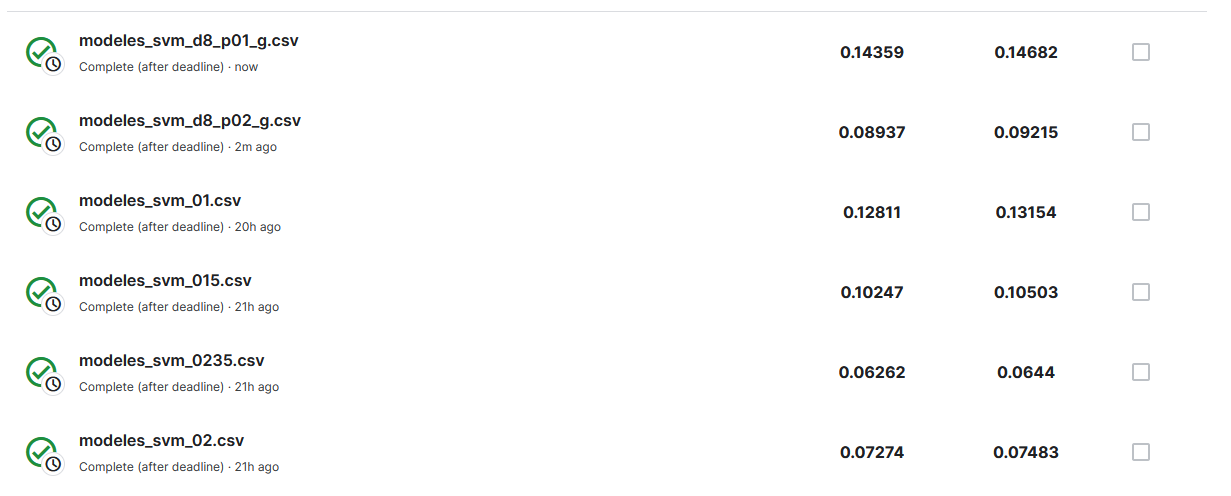 modeles_svm_d8_p01_g.csv
Complete (after deadline) · now
0.14359 0.14682
modeles_svm_d8_p02_g.csv
Complete (after deadline) · 2m ago
0.08937 0.09215
modeles_svm_01.csv
Complete (after deadline) · 20h ago
0.12811 0.13154
modeles_svm_015.csv
Complete (after deadline) · 21h ago
0.10247 0.10503
modeles_svm_0235.csv
Complete (after deadline) · 21h ago
0.06262 0.0644
modeles_svm_02.csv
Complete (after deadline) · 21h ago
0.07274 0.07483